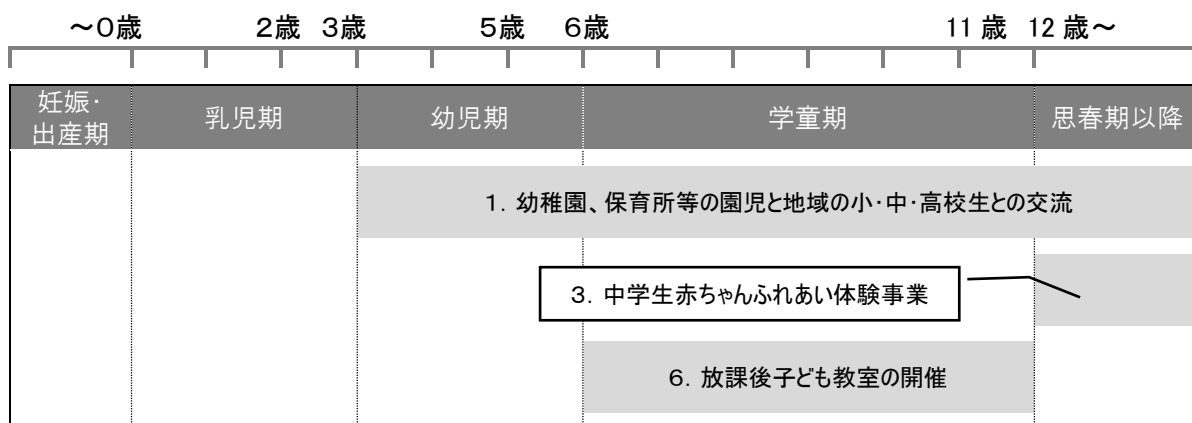 ～０歳 ２歳 ３歳 ５歳 ６歳 11 歳 12 歳～
妊娠・
出産期
乳児期
幼児期
学童期
思春期以降
１．幼稚園、保育所等の園児と地域の小・中・高校生との交流
３．中学生赤ちゃんふれあい体験事業
６．放課後子ども教室の開催